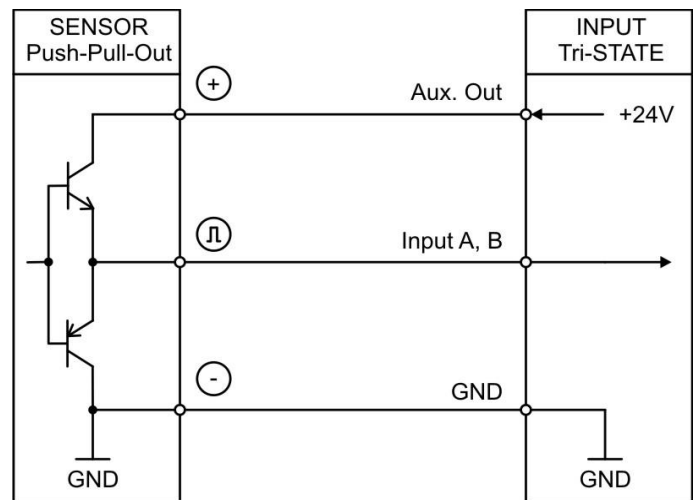 SENSOR
Push-Pull-Out
INPUT
Tri-STATE
+
Aux. Out
+24V
Input A, B
-
GND
GND
GND